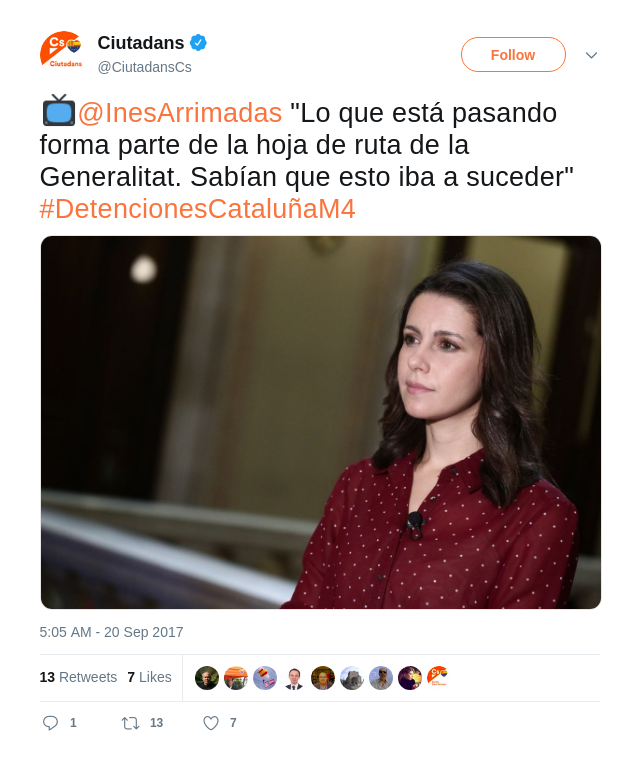 Cs
Ciutadans
Ciutadans
@CiutadansCs
Follow
@InesArrimadas "Lo que está pasando
forma parte de la hoja de ruta de la
Generalitat. Sabían que esto iba a suceder"
#DetencionesCataluñaM4
5:05 AM - 20 Sep 2017
13 Retweets 7 Likes
1 13 7